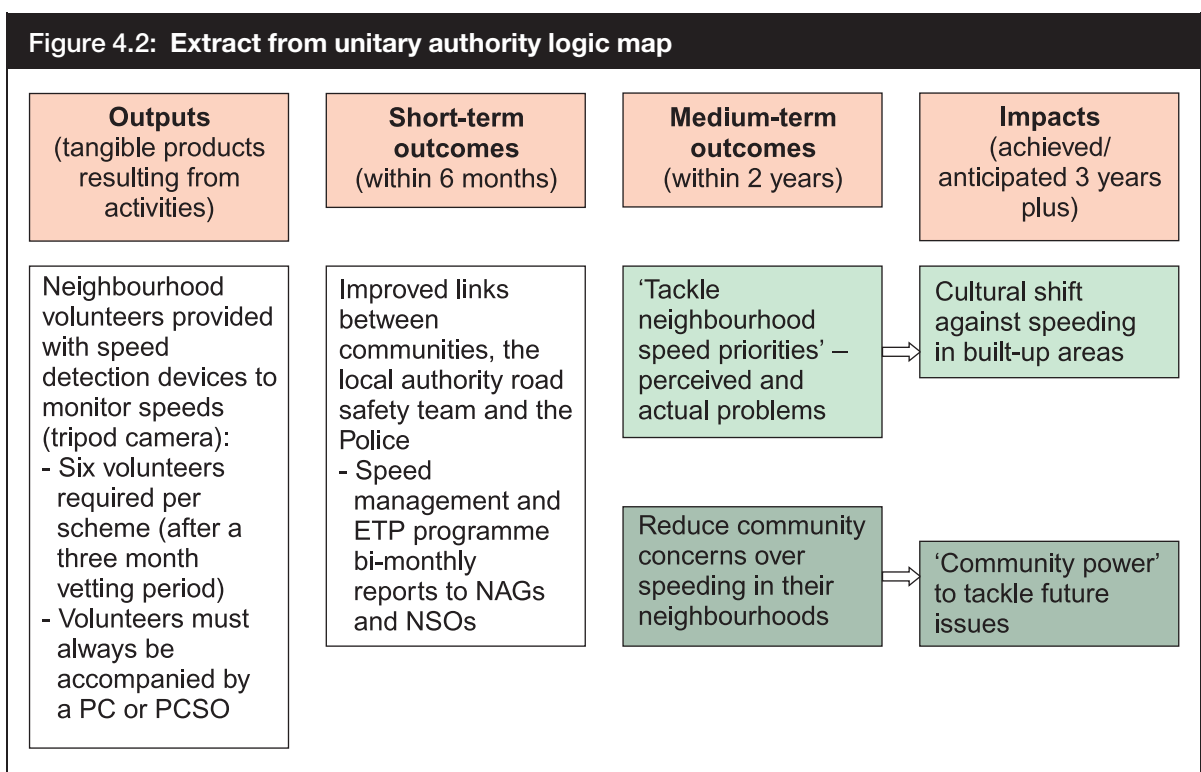 Figure 4.2: Extract from unitary authority logic map
Outputs
(tangible products
resulting from
activities)
Short-term
outcomes
(within 6 months)
Medium-term
outcomes
(within 2 years)
Impacts
(achieved/
anticipated 3 years
plus)
Neighbourhood
volunteers provided
with speed
detection devices to
monitor speeds
(tripod camera):
- Six volunteers
required per
scheme (after a
three month
vetting period)
- Volunteers must
always be
accompanied by
a PC or PCSO
Improved links
between
communities, the
local authority road
safety team and the
Police
- Speed
management and
ETP programme
bi-monthly
reports to NAGs
and NSOs
‘Tackle
neighbourhood
speed priorities’ –
perceived and
actual problems
Cultural shift
against speeding
in built-up areas
Reduce community
concerns over
speeding in their
neighbourhoods
‘Community power’
to tackle future
issues